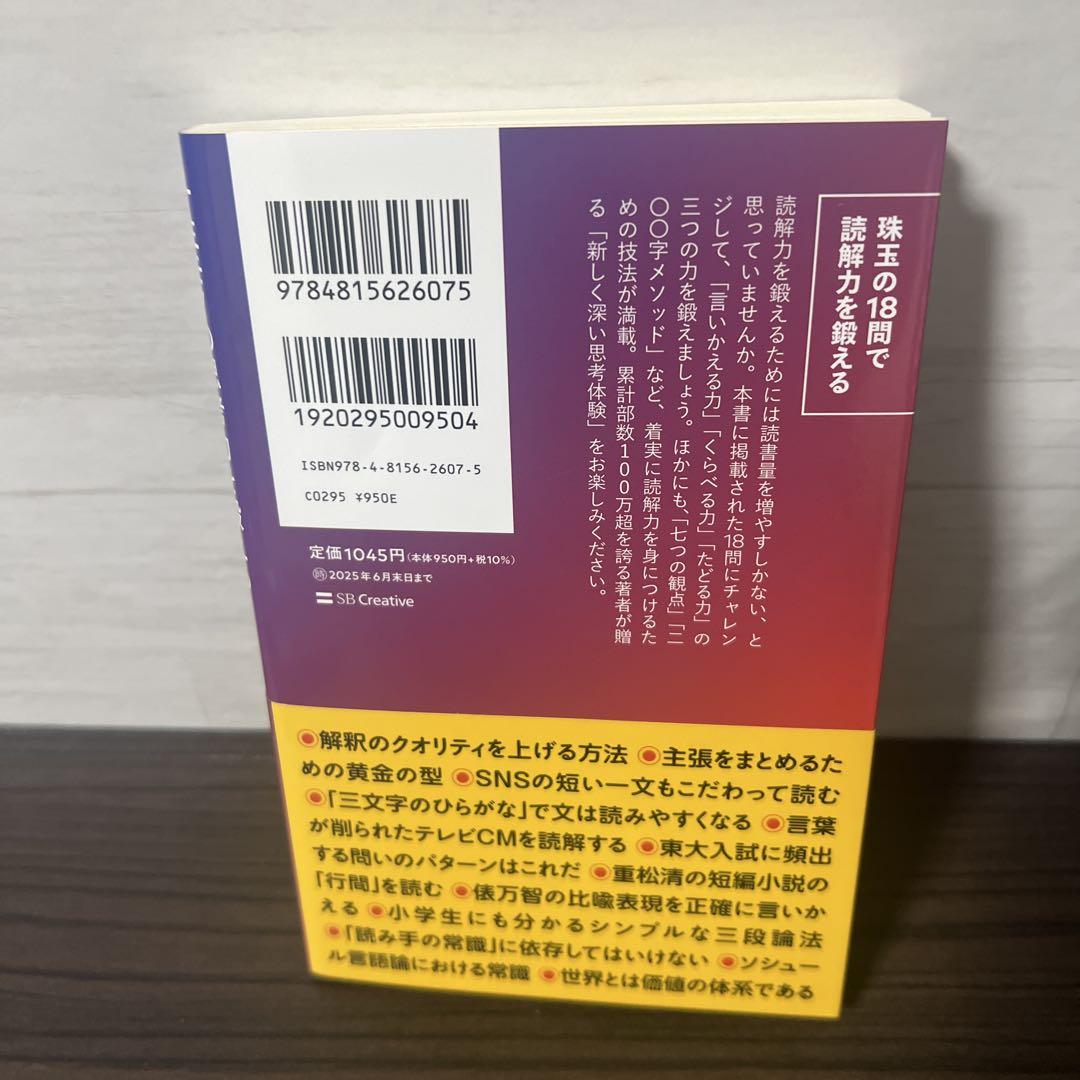 珠玉の18問で
読解力を鍛える
読解力を鍛えるためには読書量を増やすしかない、と
思っていませんか。本書に掲載された18問にチャレン
ジして、「言いかえる力」「くらべる力」「たどる力」の
三つの力を鍛えましょう。ほかにも、「七つの観点」「二
〇〇字メソッド」など、着実に読解力を身につけるた
めの技法が満載。累計部数100万超を誇る著者が贈
る「新しく深い思考体験」をお楽しみください。
9784815626075
1920295009504
ISBN978-4-8156-2607-5
C0295 ¥950E
定価1045円(本体950円+税10%)
時 2025年6月末日まで
SB Creative
解釈のクオリティを上げる方法 主張をまとめるた
めの黄金の型 SNSの短い一文もこだわって読む
「三文字のひらがな」で文は読みやすくなる 言葉
が削られたテレビCMを読解する 東大入試に頻出
する問いのパターンはこれだ 重松清の短編小説の
「行間」を読む 俵万智の比喩表現を正確に言いか
える 小学生にも分かるシンプルな三段論法
「読み手の常識」に依存してはいけない ソシュー
ル言語論における常識 世界とは価値の体系である